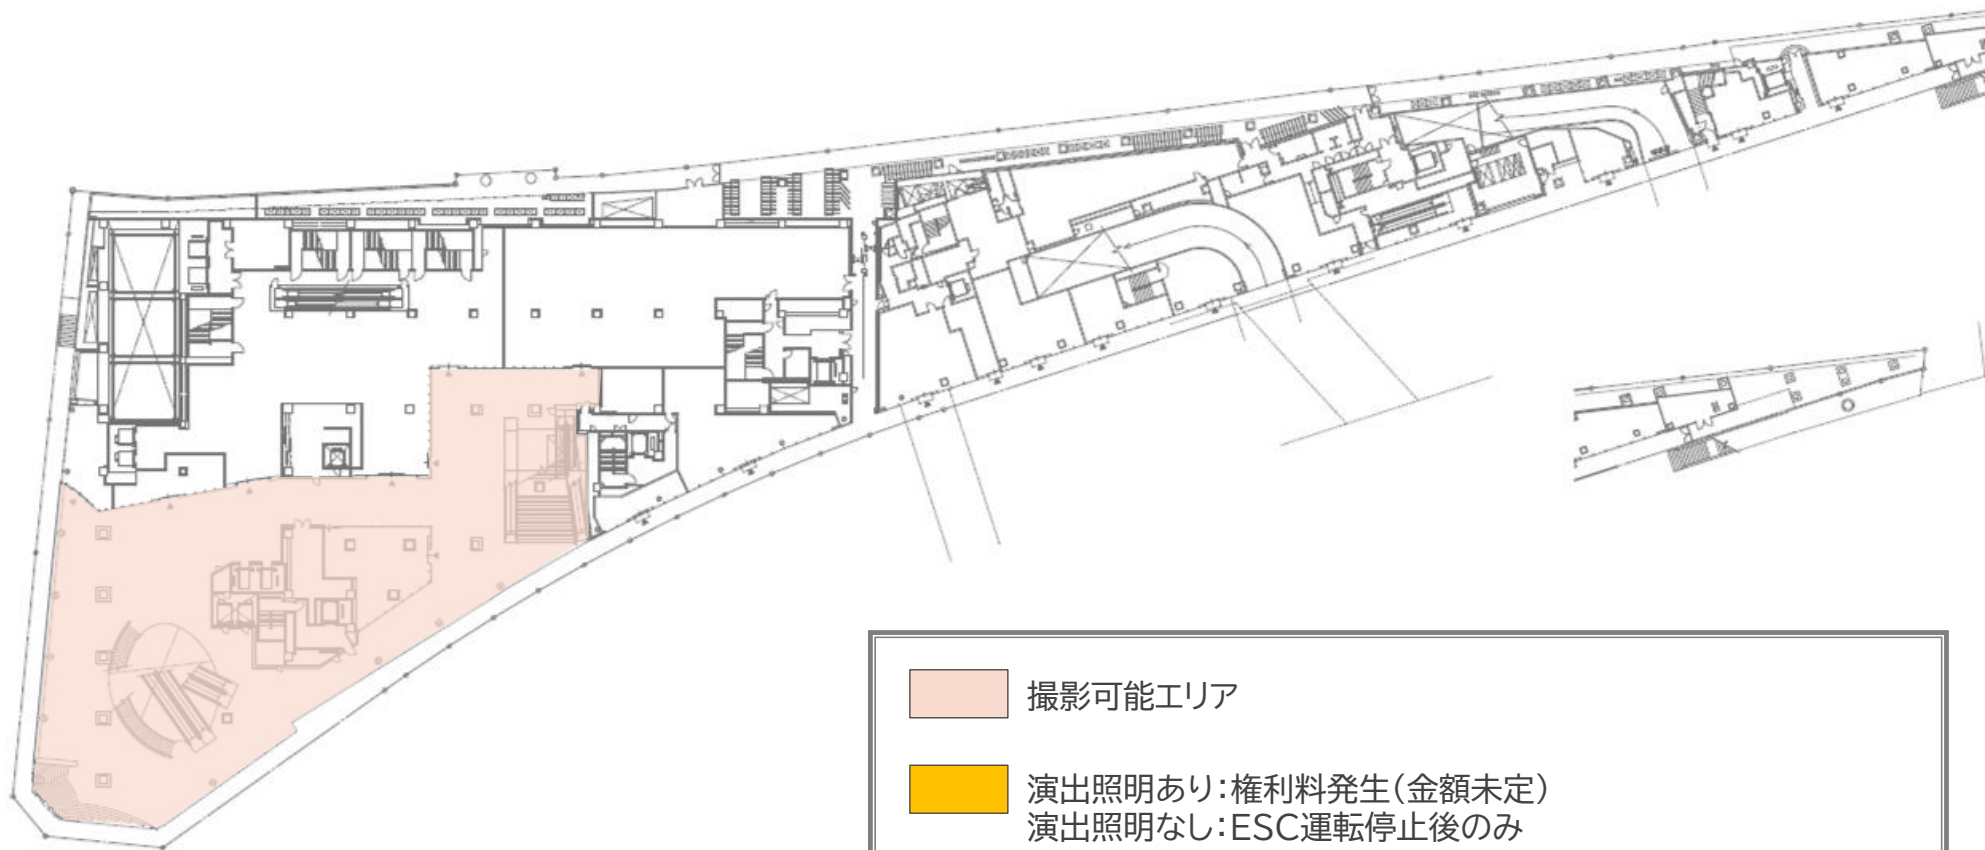 撮影可能エリア
演出照明あり：権利料発生（金額未定）
演出照明なし：ESC運転停止後のみ